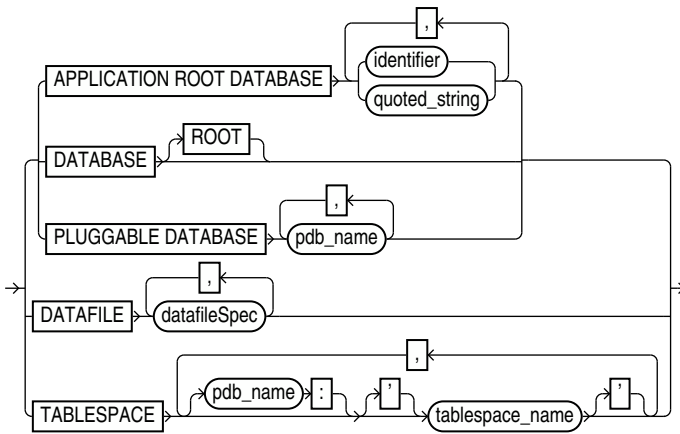 ,
identifier
APPLICATION ROOT DATABASE
quoted_string
ROOT
DATABASE
,
PLUGGABLE DATABASE pdb_name
,
DATAFILE datafileSpec
,
pdb_name : ’ ’
TABLESPACE tablespace_name